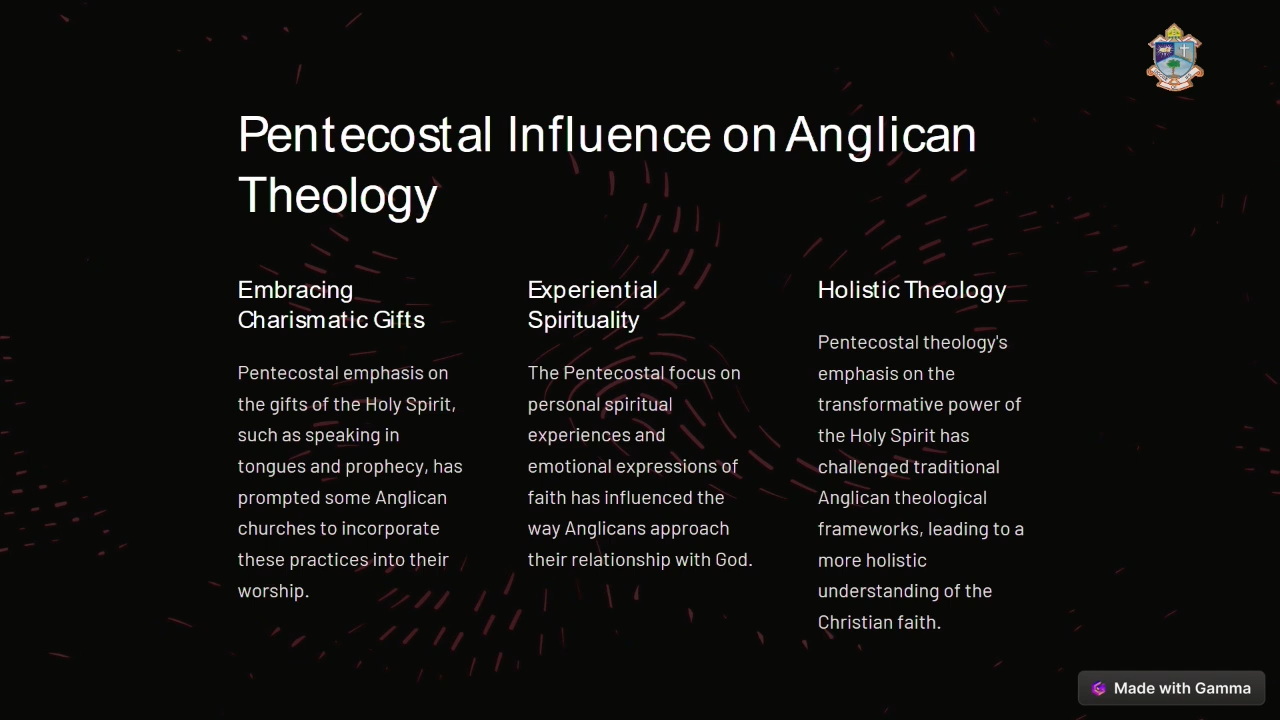 Pentecostal Influence on Anglican
Theology
Embracing
Charismatic Gifts
Pentecostal emphasis on
the gifts of the Holy Spirit,
such as speaking in
tongues and prophecy, has
prompted some Anglican
churches to incorporate
these practices into their
worship.
Experiential
Spirituality
The Pentecostal focus on
personal spiritual
experiences and
emotional expressions of
faith has influenced the
way Anglicans approach
their relationship with God.
Holistic Theology
Pentecostal theology's
emphasis on the
transformative power of
the Holy Spirit has
challenged traditional
Anglican theological
frameworks, leading to a
more holistic
understanding of the
Christian faith.
Made with Gamma